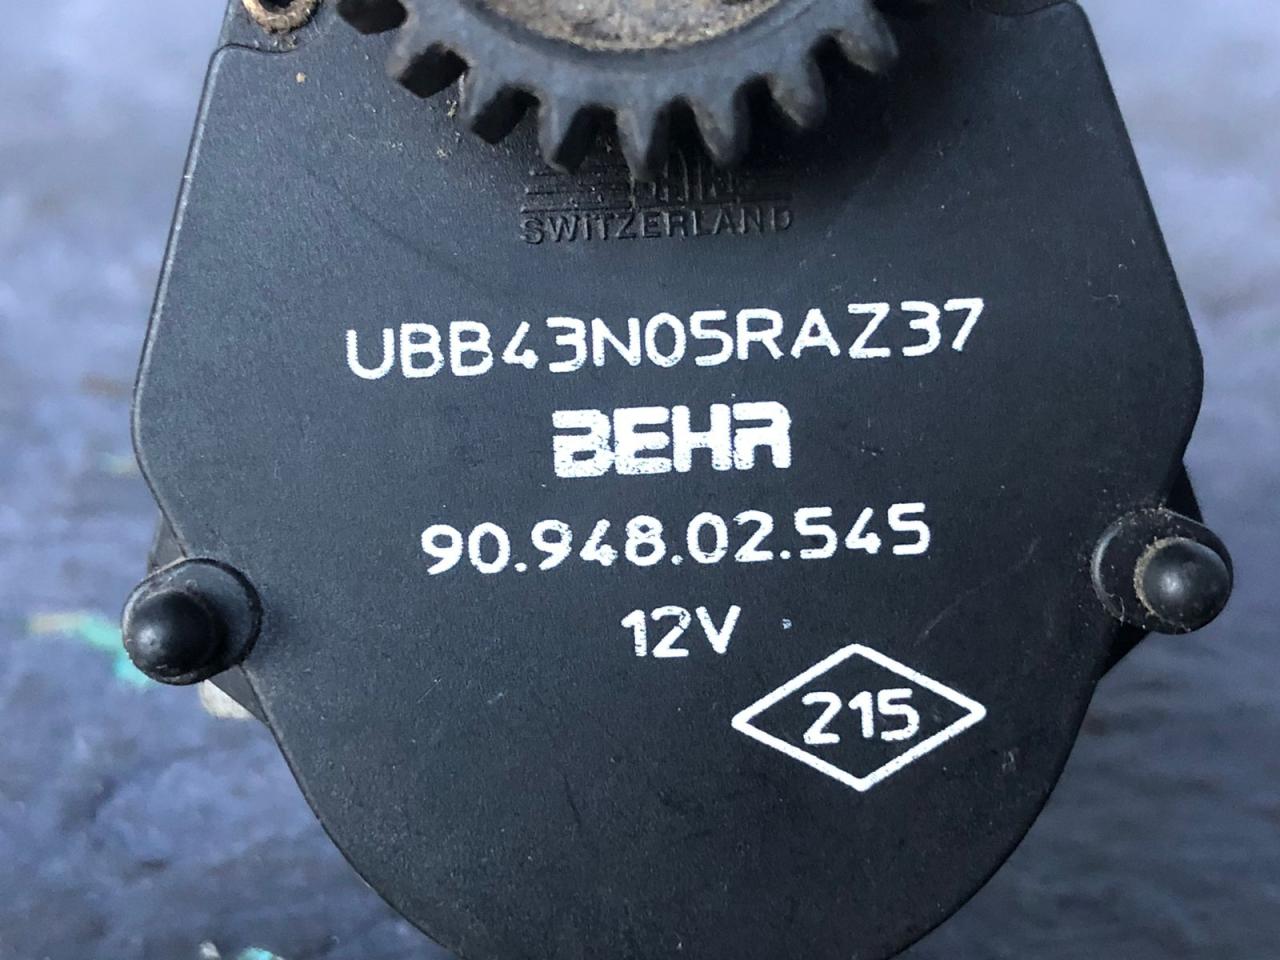 SWITZERLAND
UBB43N05RAZ37
BEHR
90.948.02.545
12V
215